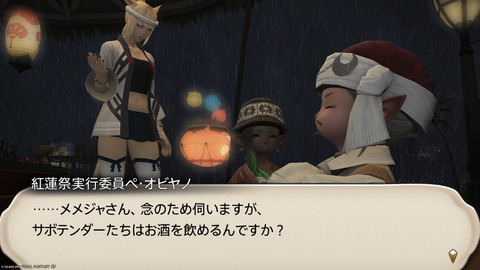 紅蓮祭実行委員ペ・オビヤノ
……メメジャさん、念のため伺いますが、
サボテンダーたちはお酒を飲めるんですか？